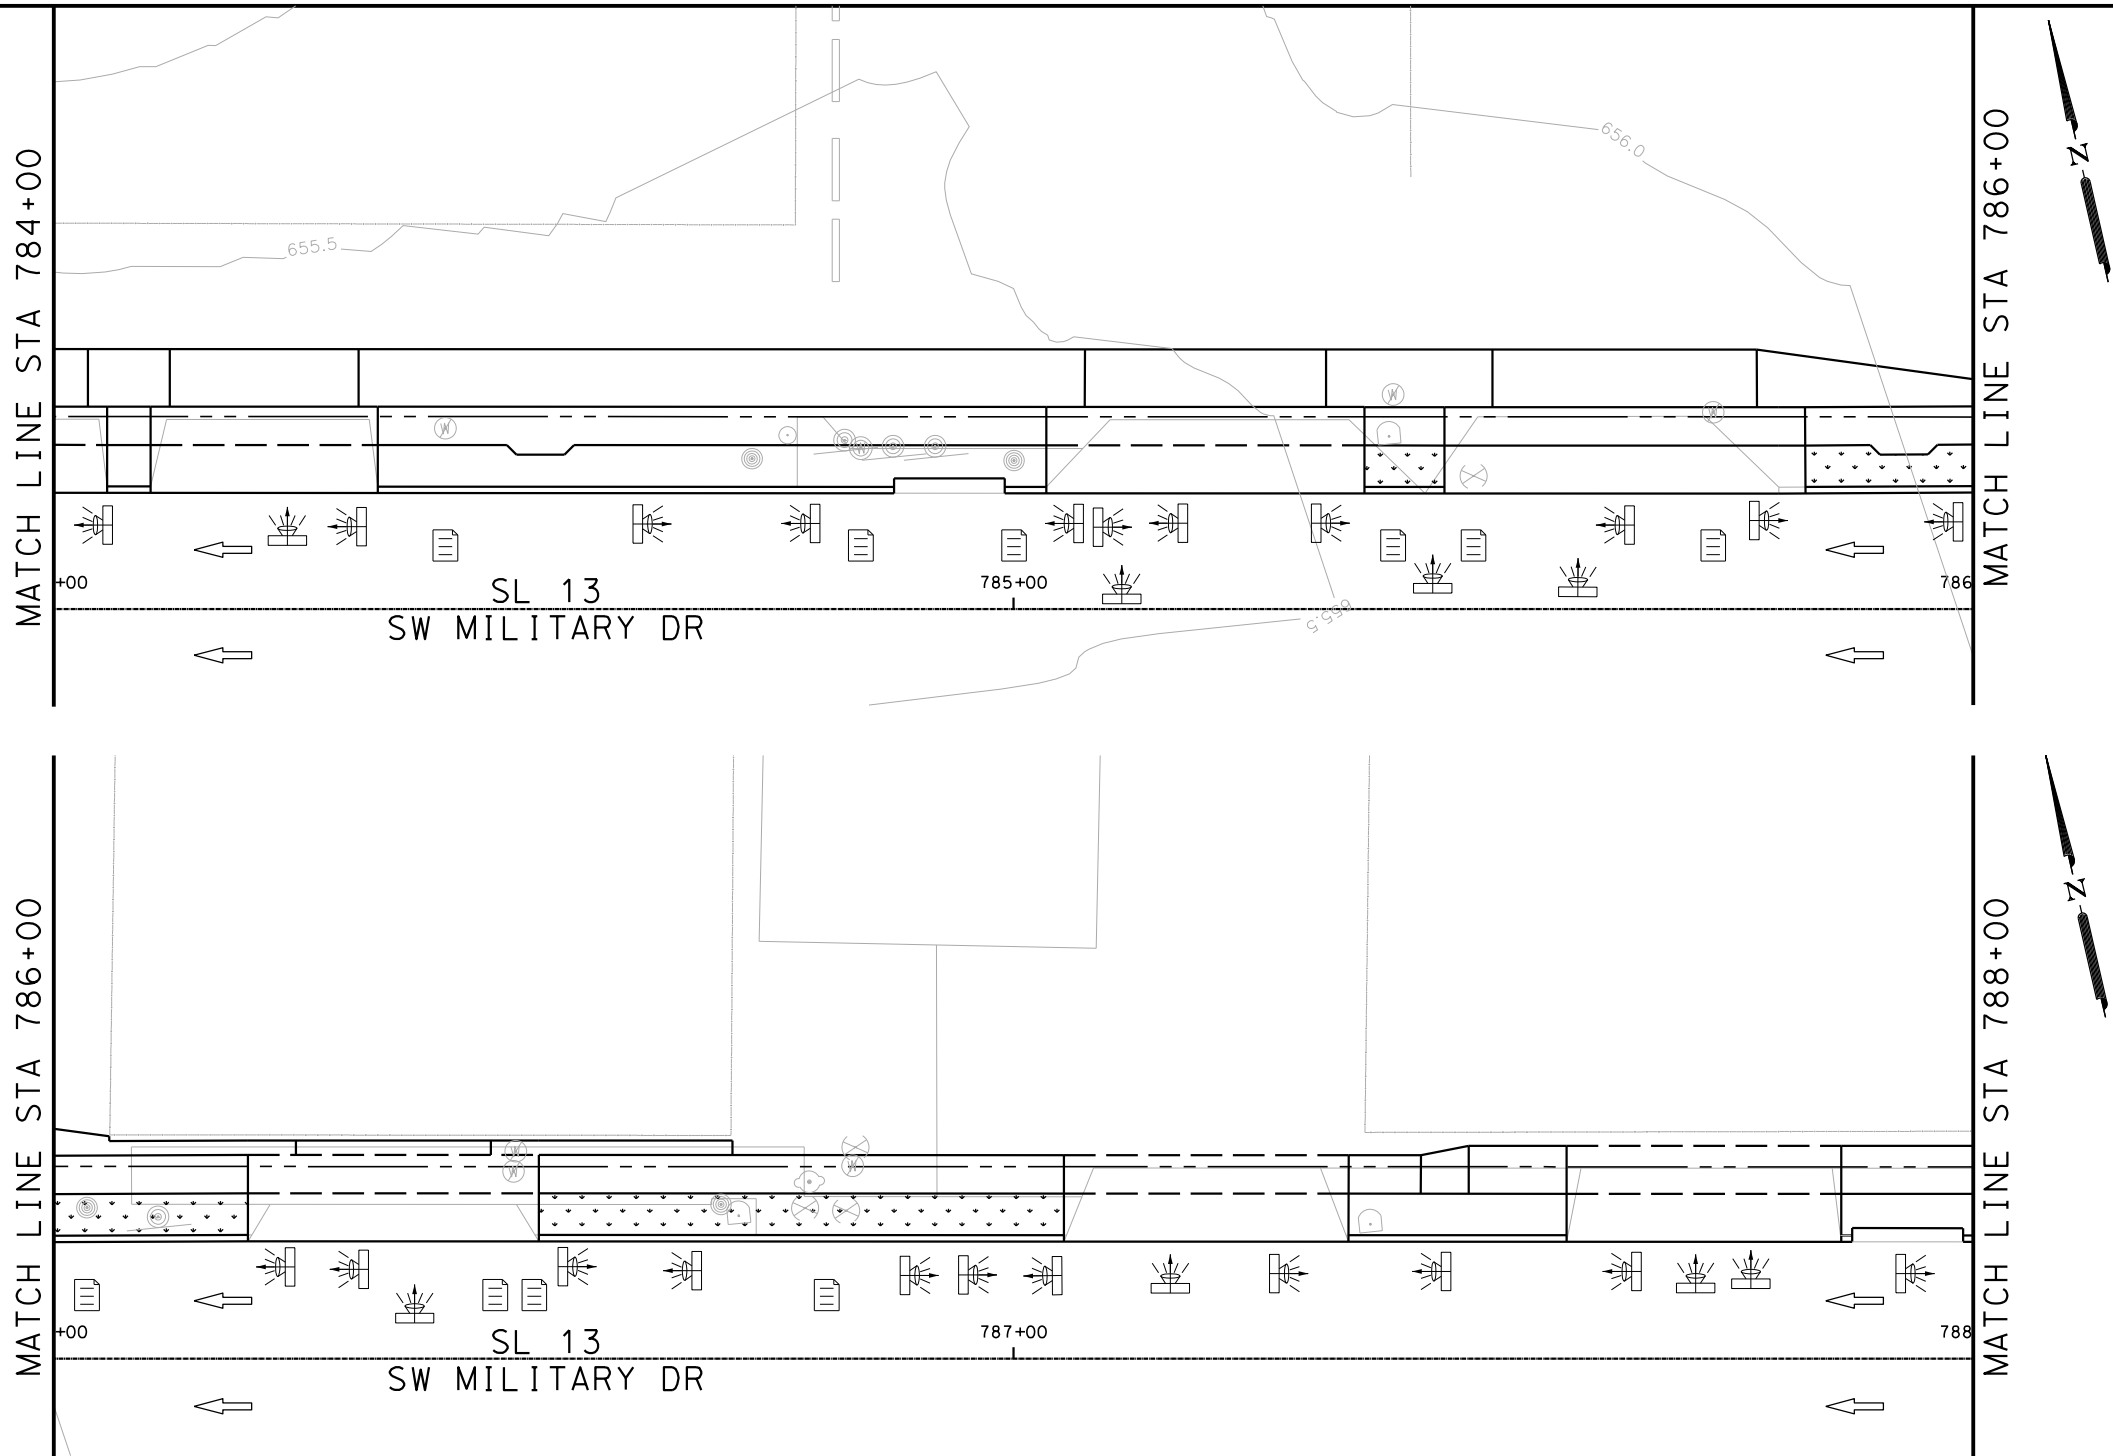 MATCH LINE STA 784+00
655.5
656.0
N
MATCH LINE STA 786+00
W
W
W
W
+00
SL 13
785+00
786
SW MILITARY DR
655.5
MATCH LINE STA 786+00
N
MATCH LINE STA 788+00
W
W
W
+00
SL 13
787+00
788
SW MILITARY DR